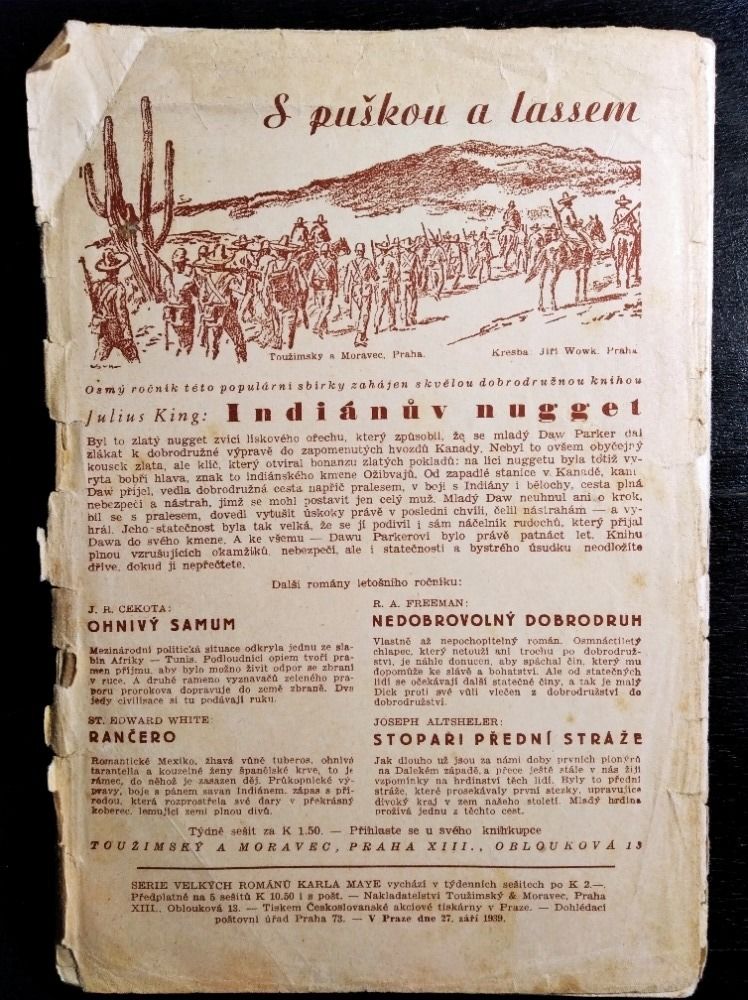 S puškou a lassem
Toužimský a Moravec, Praha.
Kresba: Jiří Wowk, Praha
Osmý ročník této populární sbírky zahájen skvělou dobrodružnou knihou
Julius King: Indiánův nugget
Byl to zlatý nugget zvící lískového ořechu, který způsobil, že se mladý Daw Parker dal
zlákat k dobrodružné výpravě do zapomenutých hvozdů Kanady. Nebyl to ovšem obyčejný
kousek zlata, ale klíč, který otvíral bonanzu zlatých pokladů: na líci nuggetu byla totiž vy-
ryta bobří hlava, znak to indiánského kmene Ožibvajů. Od zapadlé stanice v Kanadě, kam
Daw přijel, vedla dobrodružná cesta napříč pralesem, v boji s Indiány i bělochy, cesta plná
nebezpečí a nástrah, jimž se mohl postavit jen celý muž. Mladý Daw neuhnul ani o krok,
bil se s pralesem, dovedl vytušit úskoky právě v poslední chvíli, čelil nástrahám — a vy-
hrál. Jeho statečnost byla tak velká, že se jí podivil i sám náčelník rudochů, který přijal
Dawa do svého kmene. A ke všemu — Dawu Parkerovi bylo právě patnáct let. Knihu
plnou vzrušujících okamžiků, nebezpečí, ale i statečnosti a bystrého úsudku neodložíte
dříve, dokud ji nepřečtete.
Další romány letošního ročníku:
J. R. CEKOTA:
OHNIVÝ SAMUM
Mezinárodní politická situace odkryla jednu ze sla-
bin Afriky — Tunis. Podloudníci opiem tvoří pra-
men příjmu, aby bylo možno živit odpor se zbraní
v ruce. A druhé rameno vyznavačů zeleného pra-
poru prorokova dopravuje do země zbraně. Dvě
jedy civilisace si tu podávají ruku.
ST. EDWARD WHITE:
RANČERO
Romantické Mexiko, žhavá vůně tuberos, ohnivá
tarantella a kouzelné ženy španělské krve, to je
rámec, do něhož je zasazen děj. Průkopnické vý-
pravy, boje s pánem savan Indiánem, zápas s pří-
rodou, která rozprostřela své dary v překrásný
koberec, lemující zemi plnou divů.
R. A. FREEMAN:
NEDOBROVOLNÝ DOBRODRUH
Vlastně až nepochopitelný román. Osmnáctiletý
chlapec, který netouží ani trochu po dobrodruž-
ství, je náhle donucen, aby spáchal čin, který mu
dopomůže ke slávě a bohatství. Ale od statečných
lidí se očekávají další statečné činy, a tak je malý
Dick proti své vůli vlečen z dobrodružství do
dobrodružství.
JOSEPH ALTSHELER:
STOPAŘI PŘEDNÍ STRÁŽE
Jak dlouho už jsou za námi doby prvních pionýrů
na Dalekém západě, a přece ještě stále v nás žijí
vzpomínky na hrdinství těch lidí. Byly to přední
stráže, které prosekávaly první stezky, upravujíce
divoký kraj v zem našeho století. Mladý hrdina
prožívá jednu z těchto cest.
Týdně sešit za K 1.50. — Přihlaste se u svého knihkupce
TOUŽIMSKÝ A MORAVEC, PRAHA XIII., OBLOUKOVÁ 13
SERIE VELKÝCH ROMÁNŮ KARLA MAYE vychází v týdenních sešitech po K 2.—.
Předplatné na 5 sešitů K 10.50 i s pošt. — Nakladatelství Toužimský & Moravec, Praha
XIII., Oblouková 13. — Tiskem Československé akciové tiskárny v Praze. — Dohlédací
poštovní úřad Praha 73. — V Praze dne 27. září 1939.